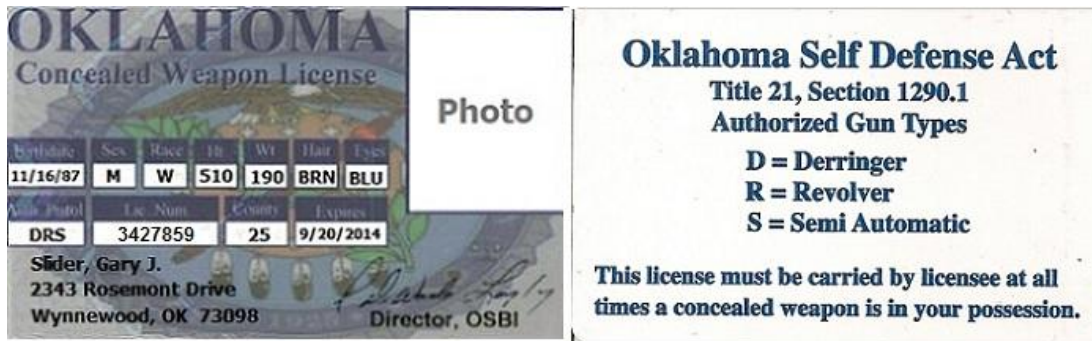 OKLAHOMA
Concealed Weapon License
Photo
Birthdate Sex Race Ht Wt Hair Eyes
11/16/87 M W 510 190 BRN BLU
Auth Pistol Lic Num County Expires
DRS 3427859 25 9/20/2014
Slider, Gary J.
2343 Rosemont Drive
Wynnewood, OK 73098
Director, OSBI
Oklahoma Self Defense Act
Title 21, Section 1290.1
Authorized Gun Types
D = Derringer
R = Revolver
S = Semi Automatic
This license must be carried by licensee at all
times a concealed weapon is in your possession.